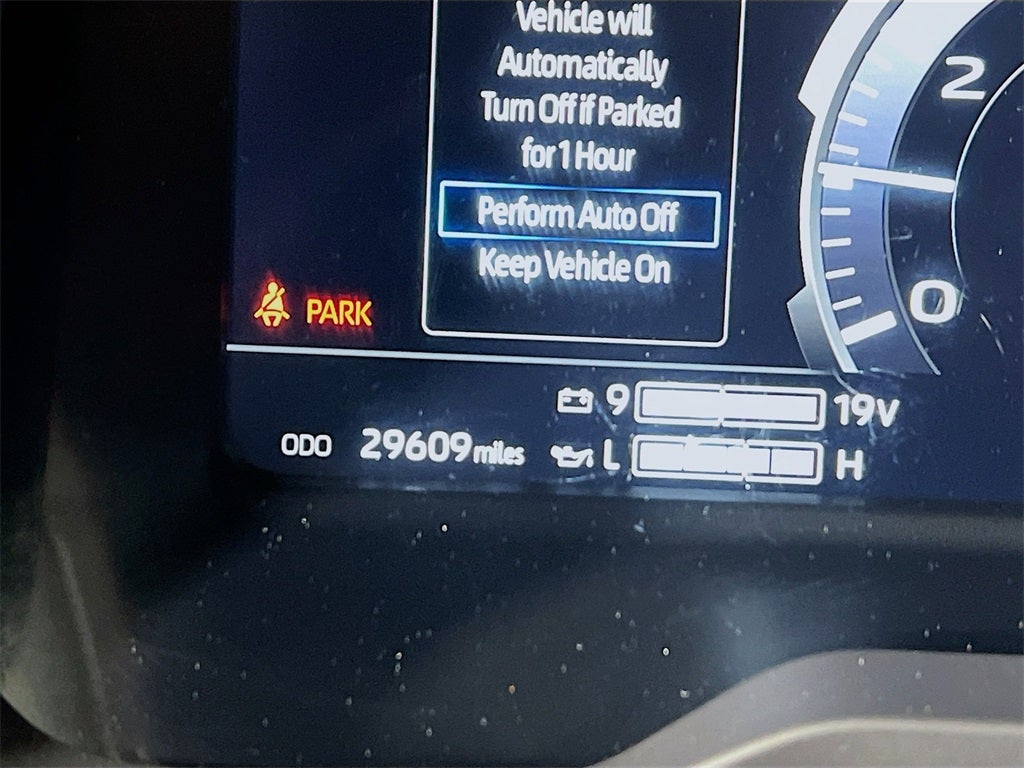 Vehicle will
Automatically
Turn Off if Parked
for 1 Hour
Perform Auto Off
Keep Vehicle On
2
0
PARK
9 19V
ODO 29609 miles
L H